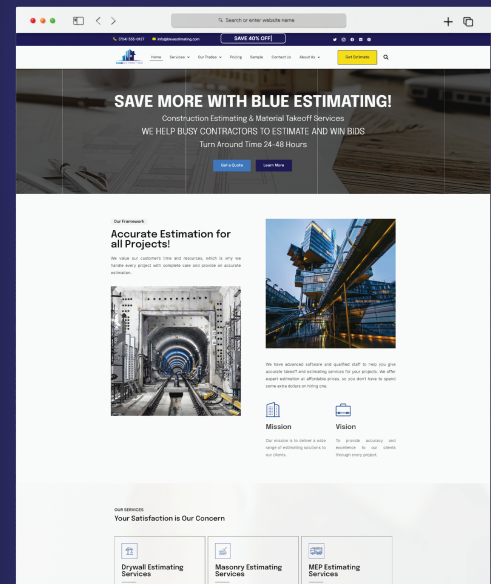 Search or enter website name
info@blueestimating.com
SAVE 40% OFF
Home Services Our Trades Pricing Sample Contact Us About Us Get Estimate
SAVE MORE WITH BLUE ESTIMATING!
Construction Estimating & Material Takeoff Services
WE HELP BUSY CONTRACTORS TO ESTIMATE AND WIN BIDS
Turn Around Time 24-48 Hours
Get a Quote Learn More
Our Framework
Accurate Estimation for
all Projects!
We value our customer's time and resources, which is why we
handle every project with complete care and provide an accurate
estimation.
We have advanced software and qualified staff to help you give
accurate takeoff and estimating services for your projects. We offer
expert estimation at affordable prices, so you don't have to spend
some extra dollars on hiring one.
Mission
Our mission is to deliver a wide
range of estimating solutions to
our clients.
Vision
To provide accuracy and
excellence to our clients
through every project.
OUR SERVICES
Your Satisfaction is Our Concern
Drywall Estimating
Services
Masonry Estimating
Services
MEP Estimating
Services